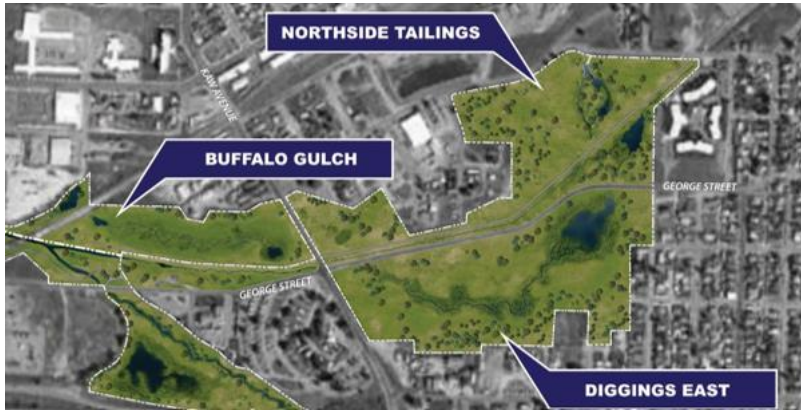 NORTHSIDE TAILINGS
KAW AVENUE
BUFFALO GULCH
GEORGE STREET
GEORGE STREET
DIGGINGS EAST